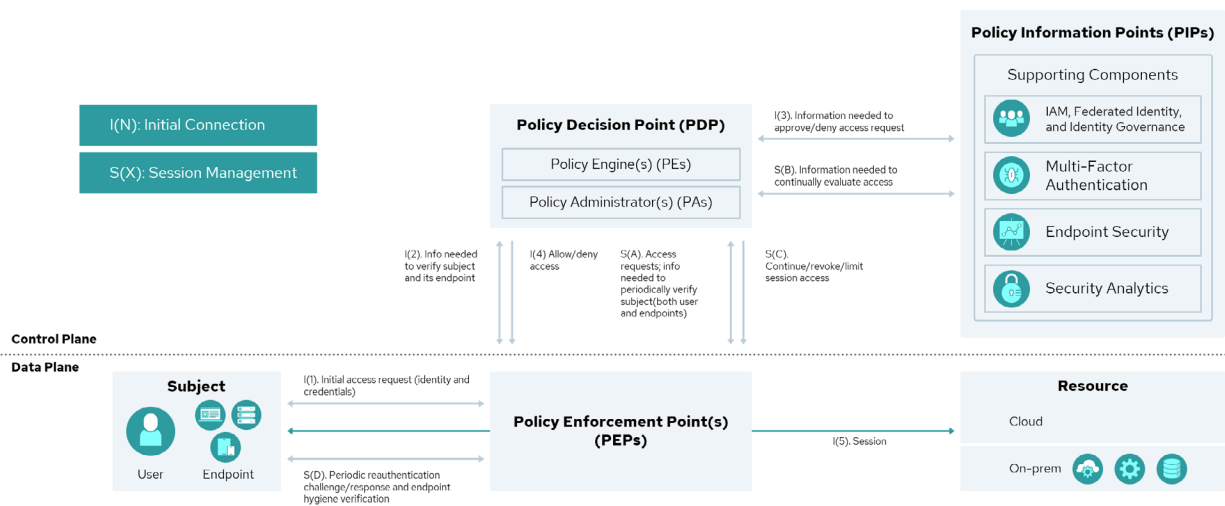 Policy Information Points (PIPs)
Supporting Components
IAM, Federated Identity,
and Identity Governance
Multi-Factor
Authentication
Endpoint Security
Security Analytics
I(N): Initial Connection
S(X): Session Management
Policy Decision Point (PDP)
Policy Engine(s) (PEs)
Policy Administrator(s) (PAs)
I(3). Information needed to
approve/deny access request
S(B). Information needed to
continually evaluate access
I(2). Info needed
to verify subject
and its endpoint
I(4) Allow/deny
access
S(A). Access
requests; info
needed to
periodically verify
subject(both user
and endpoints)
S(C).
Continue/revoke/limit
session access
Control Plane
Data Plane
Subject
User
Endpoint
I(1). Initial access request (identity and
credentials)
S(D). Periodic reauthentication
challenge/response and endpoint
hygiene verification
Policy Enforcement Point(s)
(PEPs)
I(5). Session
Resource
Cloud
On-prem